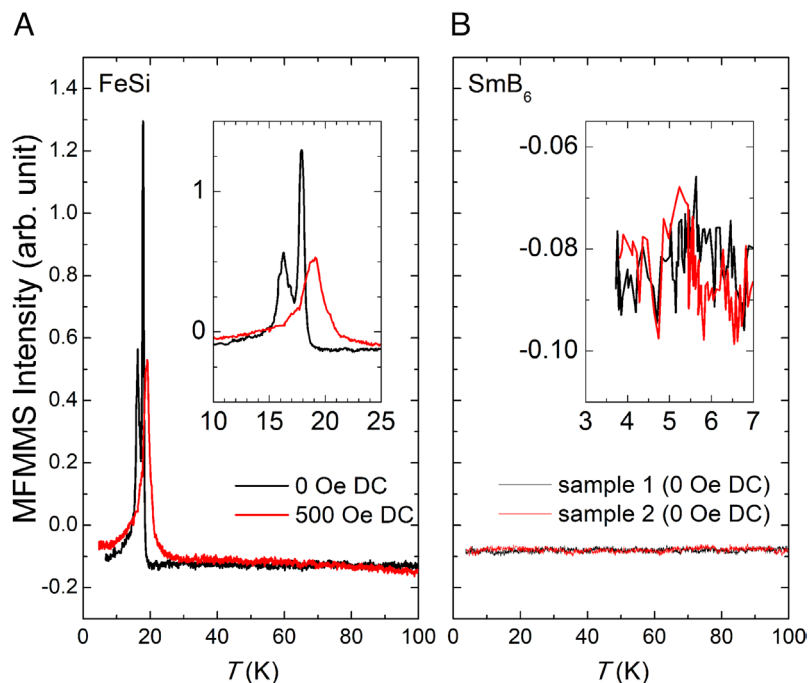 A
B
MFMMS Intensity (arb. unit)
1.4
1.2
1.0
0.8
0.6
0.4
0.2
0.0
-0.2
FeSi
1
0
10 15 20 25
0 Oe DC
500 Oe DC
0 20 40 60 80 100
T (K)
SmB6
-0.06
-0.08
-0.10
3 4 5 6 7
sample 1 (0 Oe DC)
sample 2 (0 Oe DC)
0 20 40 60 80 100
T (K)